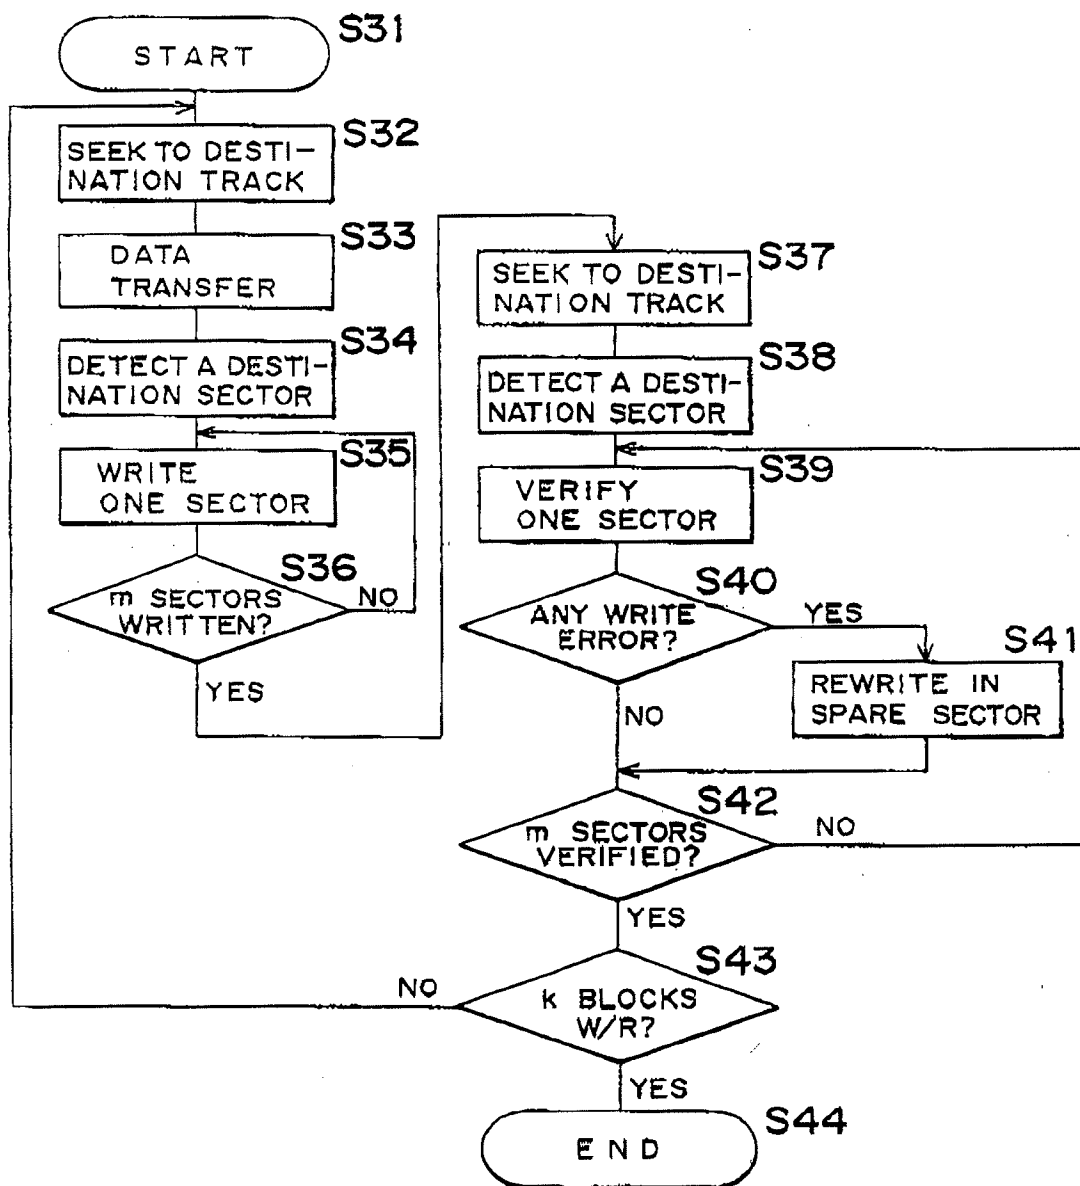 S31
START
S32
SEEK TO DESTI-
NATION TRACK
S33
DATA
TRANSFER
S34
DETECT A DESTI-
NATION SECTOR
S35
WRITE
ONE SECTOR
S36
m SECTORS
WRITTEN?
NO
YES
S37
SEEK TO DESTI-
NATION TRACK
S38
DETECT A DESTI-
NATION SECTOR
S39
VERIFY
ONE SECTOR
S40
ANY WRITE
ERROR?
YES
S41
REWRITE IN
SPARE SECTOR
NO
S42
m SECTORS
VERIFIED?
NO
YES
S43
NO
k BLOCKS
W/R?
YES
S44
END